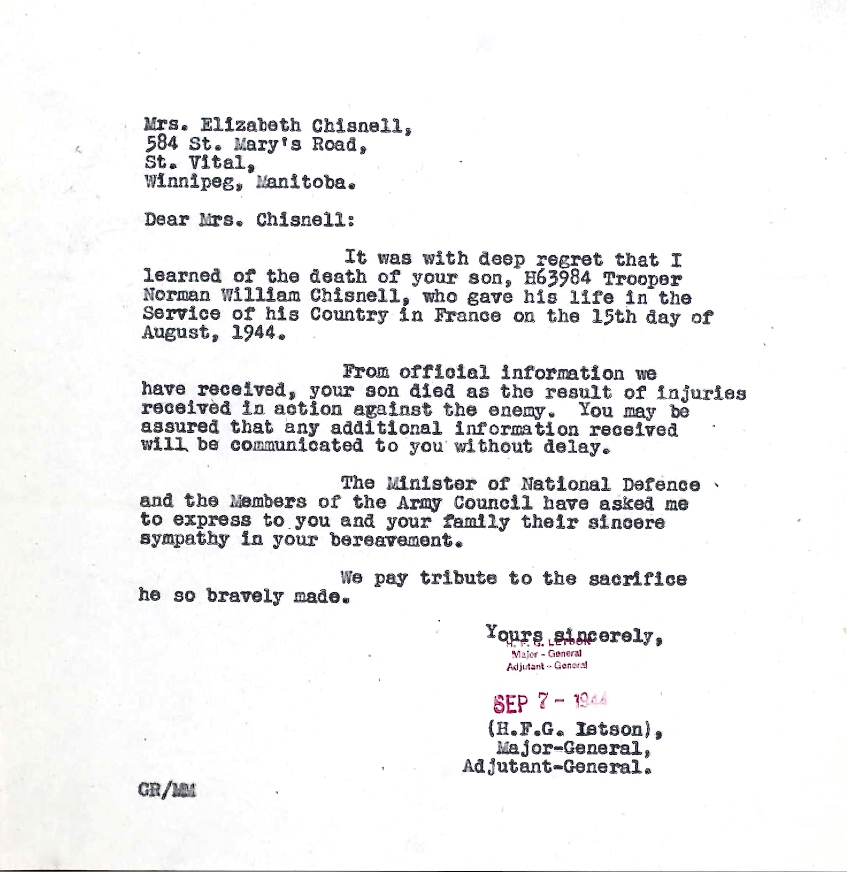 Mrs. Elizabeth Chisnell,
584 St. Mary's Road,
St. Vital,
Winnipeg, Manitoba.
Dear Mrs. Chisnell:
It was with deep regret that I
learned of the death of your son, H63984 Trooper
Norman William Chisnell, who gave his life in the
Service of his Country in France on the 15th day of
August, 1944.
From official information we
have received, your son died as the result of injuries
received in action against the enemy. You may be
assured that any additional information received
will be communicated to you without delay.
The Minister of National Defence
and the Members of the Army Council have asked me
to express to you and your family their sincere
sympathy in your bereavement.
We pay tribute to the sacrifice
he so bravely made.
Yours sincerely,
H. F. G. LETSON
Major - General
Adjutant - General
SEP 7 - 1944
(H.F.G. Letson),
Major-General,
Adjutant-General.
GR/MM